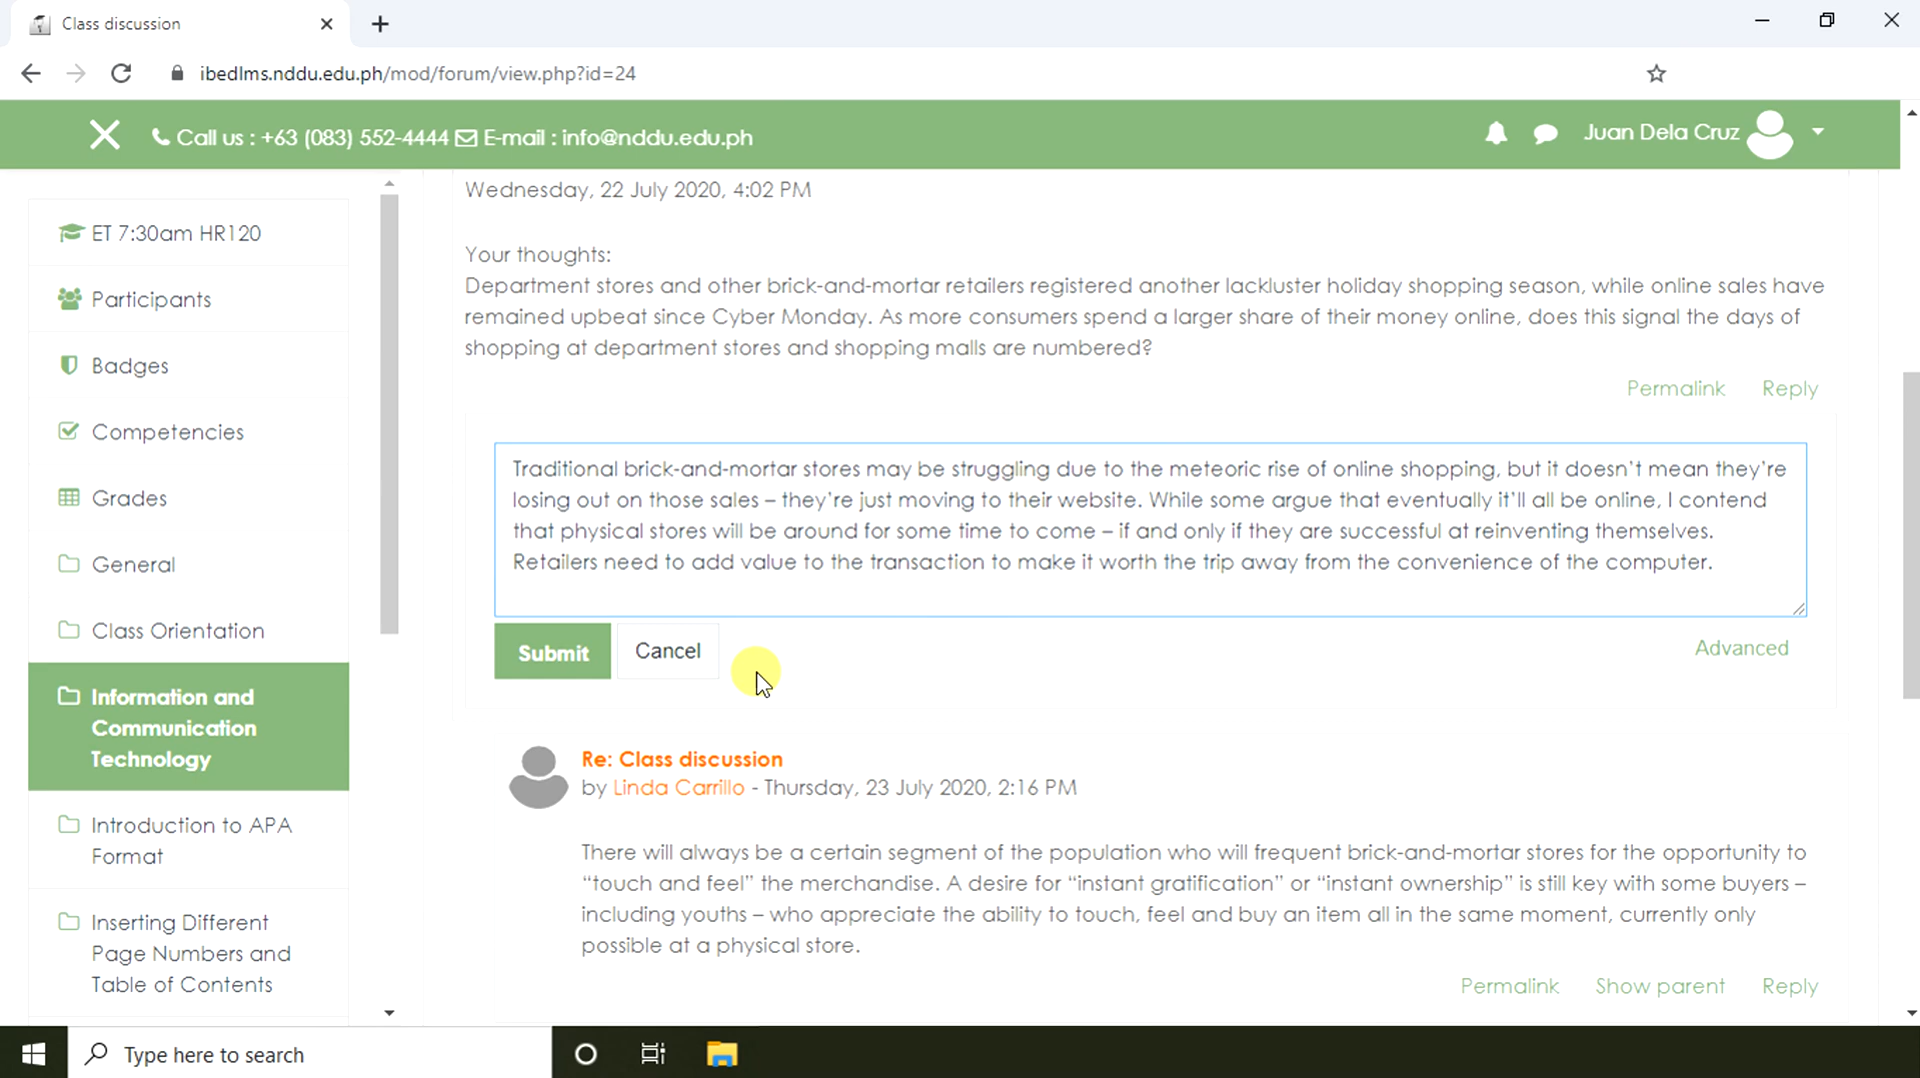 Class discussion
ibedlms.nddu.edu.ph/mod/forum/view.php?id=24
Call us : +63 (083) 552-4444 E-mail : info@nddu.edu.ph
Juan Dela Cruz
ET 7:30am HR120
Participants
Badges
Competencies
Grades
General
Class Orientation
Information and
Communication
Technology
Introduction to APA
Format
Inserting Different
Page Numbers and
Table of Contents
Wednesday, 22 July 2020, 4:02 PM
Your thoughts:
Department stores and other brick-and-mortar retailers registered another lackluster holiday shopping season, while online sales have
remained upbeat since Cyber Monday. As more consumers spend a larger share of their money online, does this signal the days of
shopping at department stores and shopping malls are numbered?
Permalink Reply
Traditional brick-and-mortar stores may be struggling due to the meteoric rise of online shopping, but it doesn't mean they're
losing out on those sales – they're just moving to their website. While some argue that eventually it'll all be online, I contend
that physical stores will be around for some time to come – if and only if they are successful at reinventing themselves.
Retailers need to add value to the transaction to make it worth the trip away from the convenience of the computer.
Submit Cancel Advanced
Re: Class discussion
by Linda Carrillo - Thursday, 23 July 2020, 2:16 PM
There will always be a certain segment of the population who will frequent brick-and-mortar stores for the opportunity to
“touch and feel” the merchandise. A desire for “instant gratification” or “instant ownership” is still key with some buyers –
including youths – who appreciate the ability to touch, feel and buy an item all in the same moment, currently only
possible at a physical store.
Permalink Show parent Reply
Type here to search